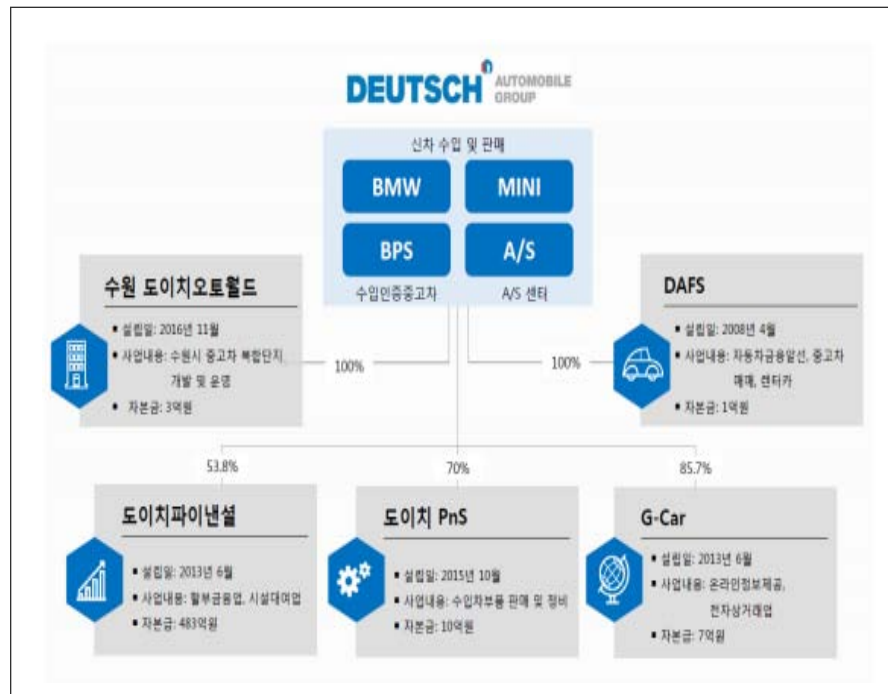 DEUTSCH AUTOMOBILE
GROUP
신차 수입 및 판매
BMW
MINI
BPS
A/S
수입인증중고차
A/S 센터
수원 도이치오토월드
▪ 설립일: 2016년 11월
▪ 사업내용: 수원시 중고차 복합단지
개발 및 운영
▪ 자본금: 3억원
100%
100%
DAFS
▪ 설립일: 2008년 4월
▪ 사업내용: 자동차금융알선, 중고차
매매, 렌터카
▪ 자본금: 1억원
53.8%
70%
85.7%
도이치파이낸셜
▪ 설립일: 2013년 6월
▪ 사업내용: 할부금융업, 시설대여업
▪ 자본금: 483억원
도이치 PnS
▪ 설립일: 2015년 10월
▪ 사업내용: 수입차부품 판매 및 정비
▪ 자본금: 10억원
G-Car
▪ 설립일: 2013년 6월
▪ 사업내용: 온라인정보제공,
전자상거래업
▪ 자본금: 7억원